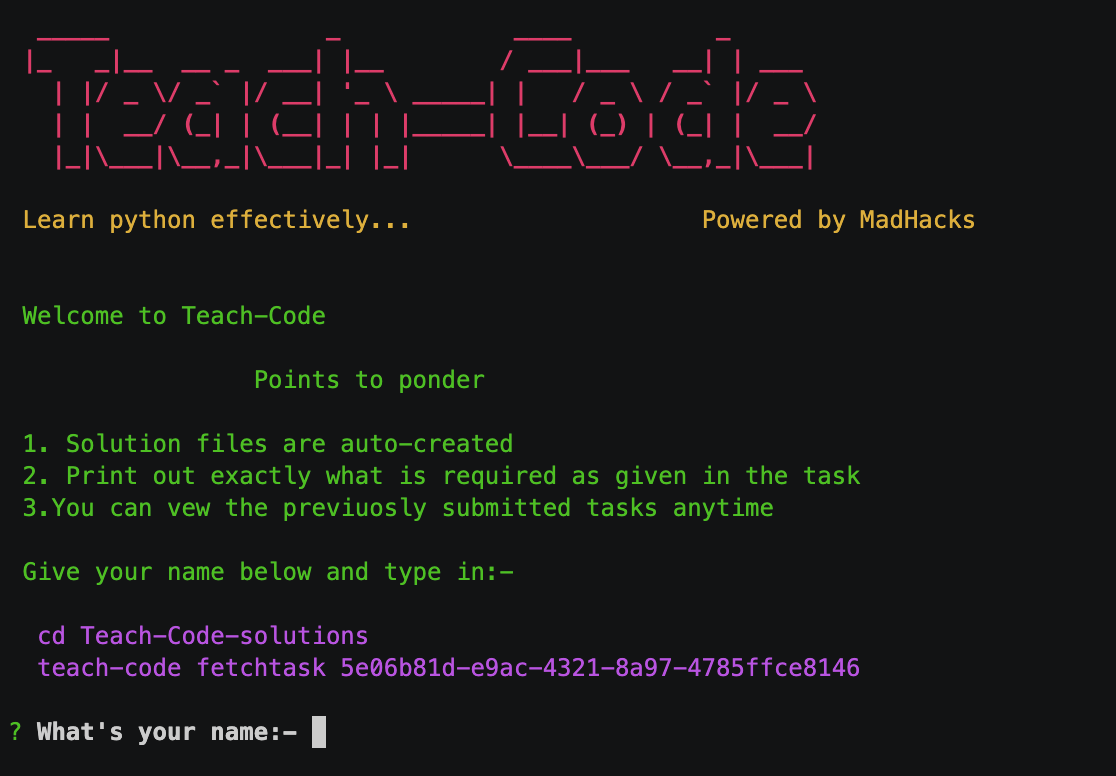 Teach-Code
Learn python effectively... Powered by MadHacks
Welcome to Teach-Code
Points to ponder
1. Solution files are auto-created
2. Print out exactly what is required as given in the task
3.You can vew the previuosly submitted tasks anytime
Give your name below and type in:-
cd Teach-Code-solutions
teach-code fetchtask 5e06b81d-e9ac-4321-8a97-4785ffce8146
? What's your name:-